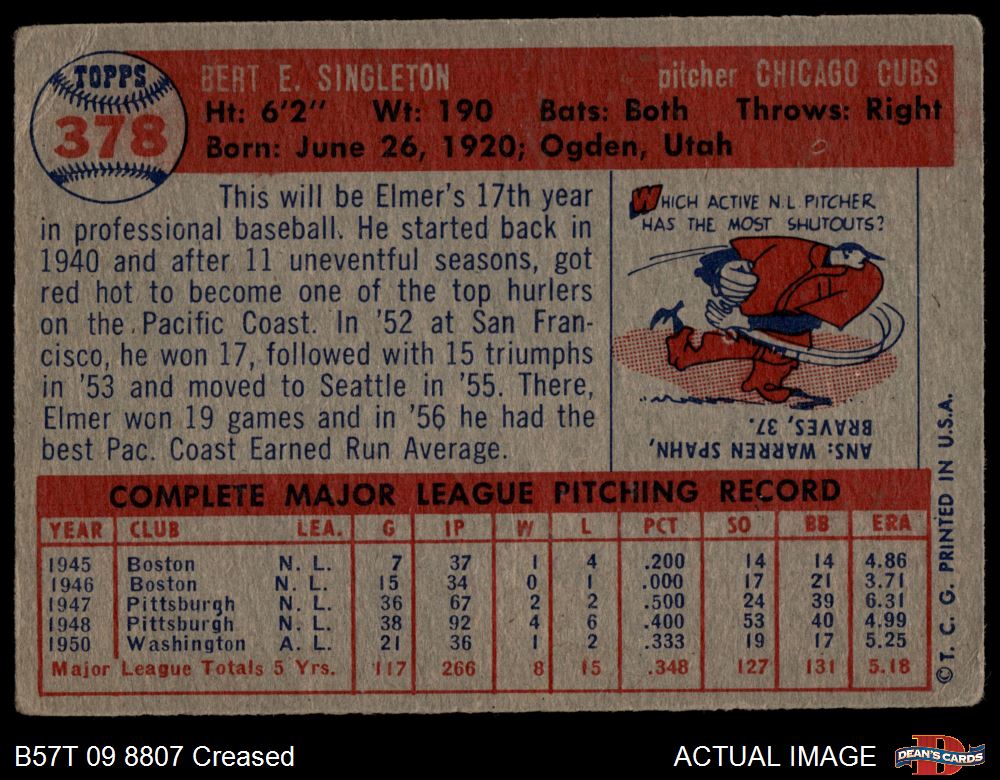 TOPPS
378
BERT E. SINGLETON pitcher CHICAGO CUBS
Ht: 6'2" Wt: 190 Bats: Both Throws: Right
Born: June 26, 1920; Ogden, Utah
This will be Elmer's 17th year
in professional baseball. He started back in
1940 and after 11 uneventful seasons, got
red hot to become one of the top hurlers
on the Pacific Coast. In '52 at San Fran-
cisco, he won 17, followed with 15 triumphs
in '53 and moved to Seattle in '55. There,
Elmer won 19 games and in '56 he had the
best Pac. Coast Earned Run Average.
WHICH ACTIVE N.L PITCHER
HAS THE MOST SHUTOUTS?
ANS: WARREN SPAHN,
BRAVES, 37.
COMPLETE MAJOR LEAGUE PITCHING RECORD
YEAR CLUB LEA. G IP W L PCT SO BB ERA
1945 Boston N. L. 7 37 1 4 .200 14 14 4.86
1946 Boston N. L. 15 34 0 1 .000 17 21 3.71
1947 Pittsburgh N. L. 36 67 2 2 .500 24 39 6.31
1948 Pittsburgh N. L. 38 92 4 6 .400 53 40 4.99
1950 Washington A. L. 21 36 1 2 .333 19 17 5.25
Major League Totals 5 Yrs. 117 266 8 15 .348 127 131 5.18
© T. C. G. PRINTED IN U.S.A.
B57T 09 8807 Creased
ACTUAL IMAGE
DEAN'S CARDS